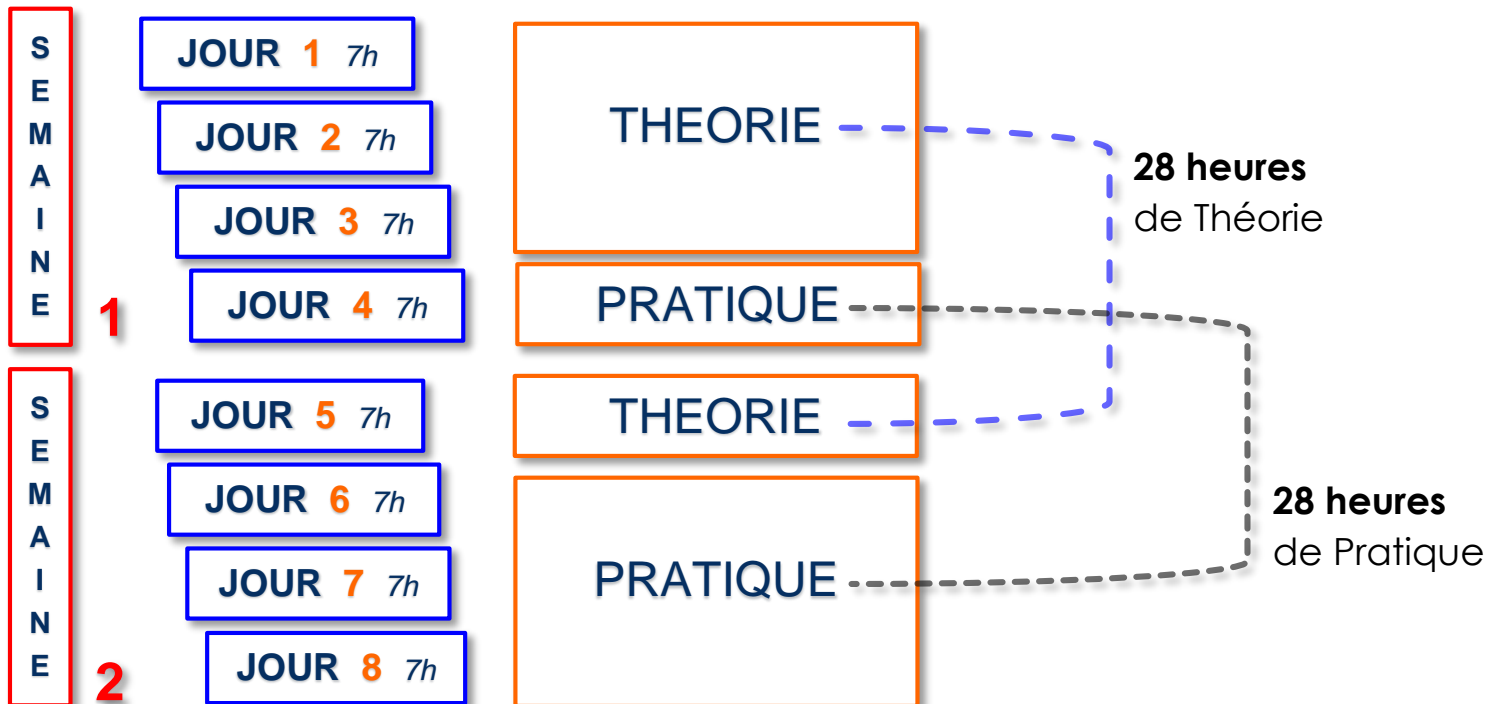 SEMAINE 1
JOUR 1 7h
JOUR 2 7h
JOUR 3 7h
JOUR 4 7h
THEORIE
PRATIQUE
28 heures
de Théorie
SEMAINE 2
JOUR 5 7h
JOUR 6 7h
JOUR 7 7h
JOUR 8 7h
THEORIE
PRATIQUE
28 heures
de Pratique